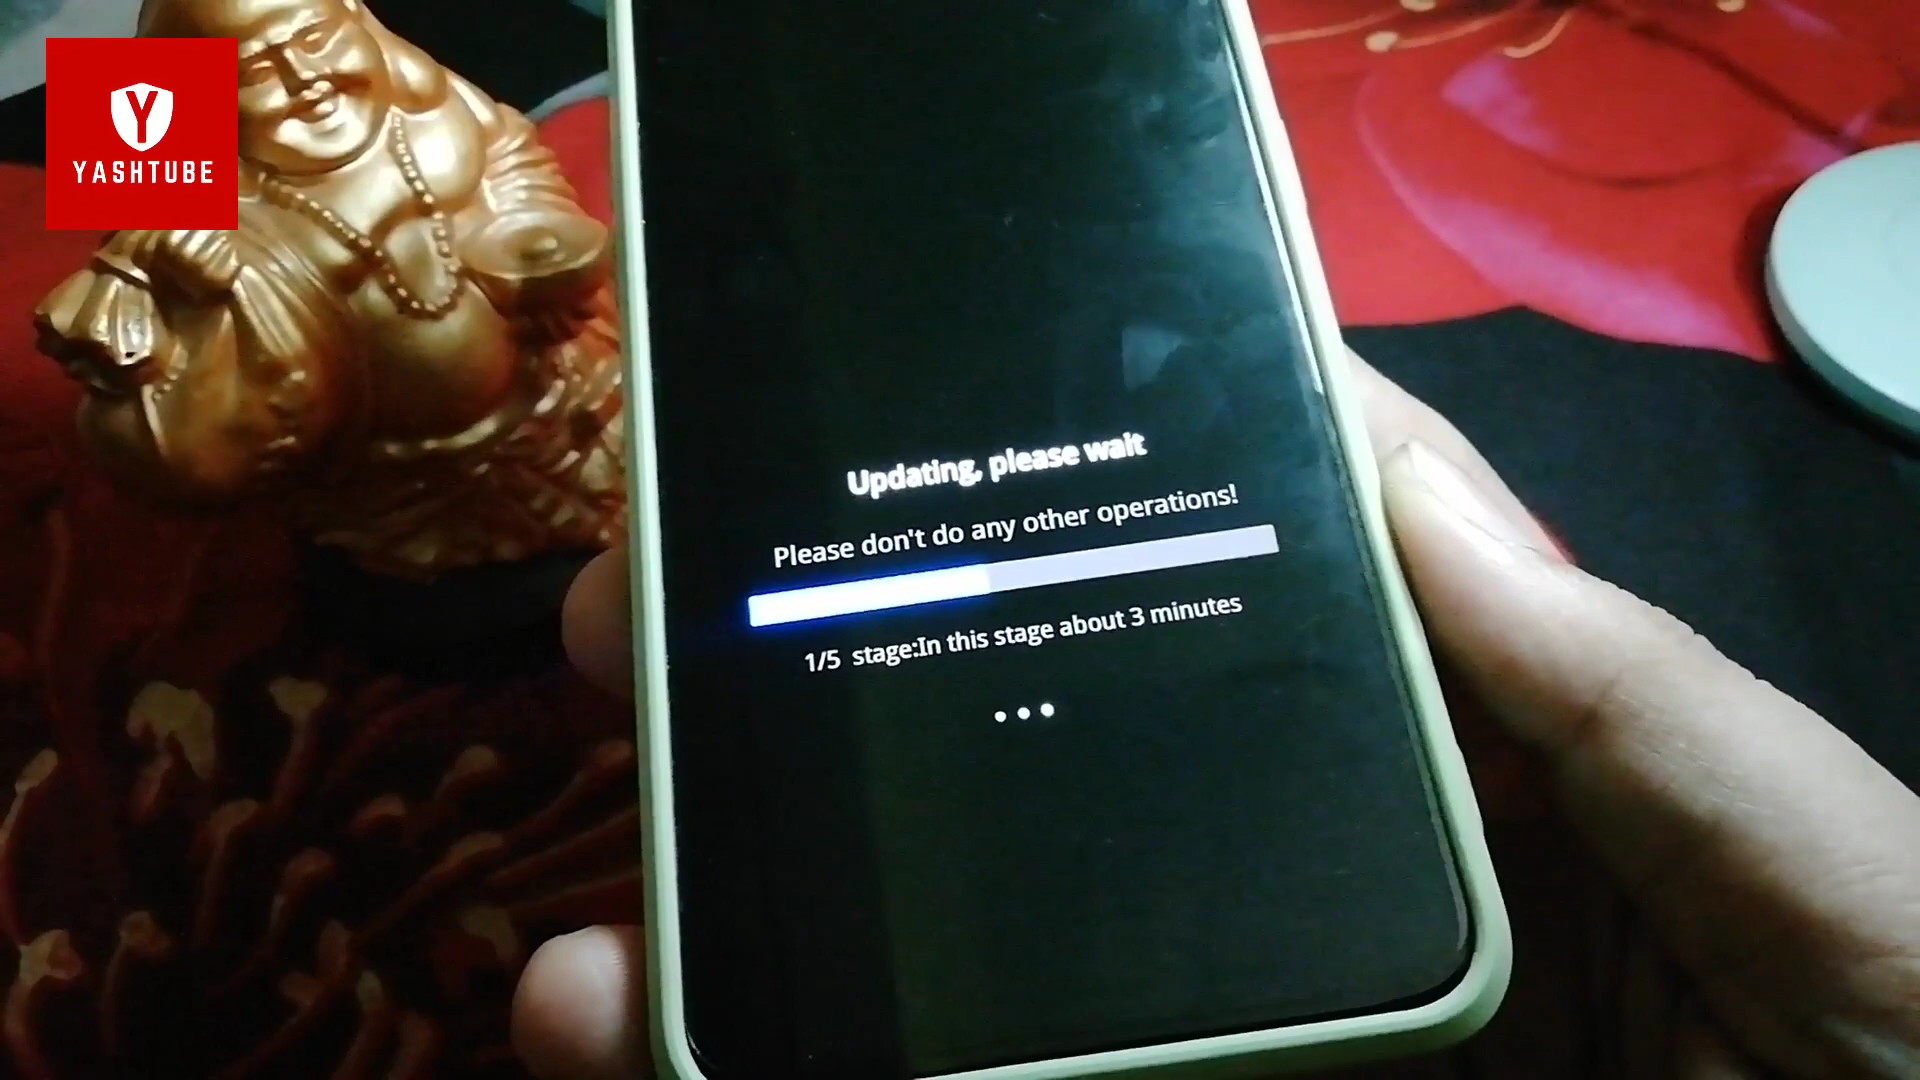 Y
YASHTUBE
Updating, please wait
Please don't do any other operations!
1/5 stage:In this stage about 3 minutes